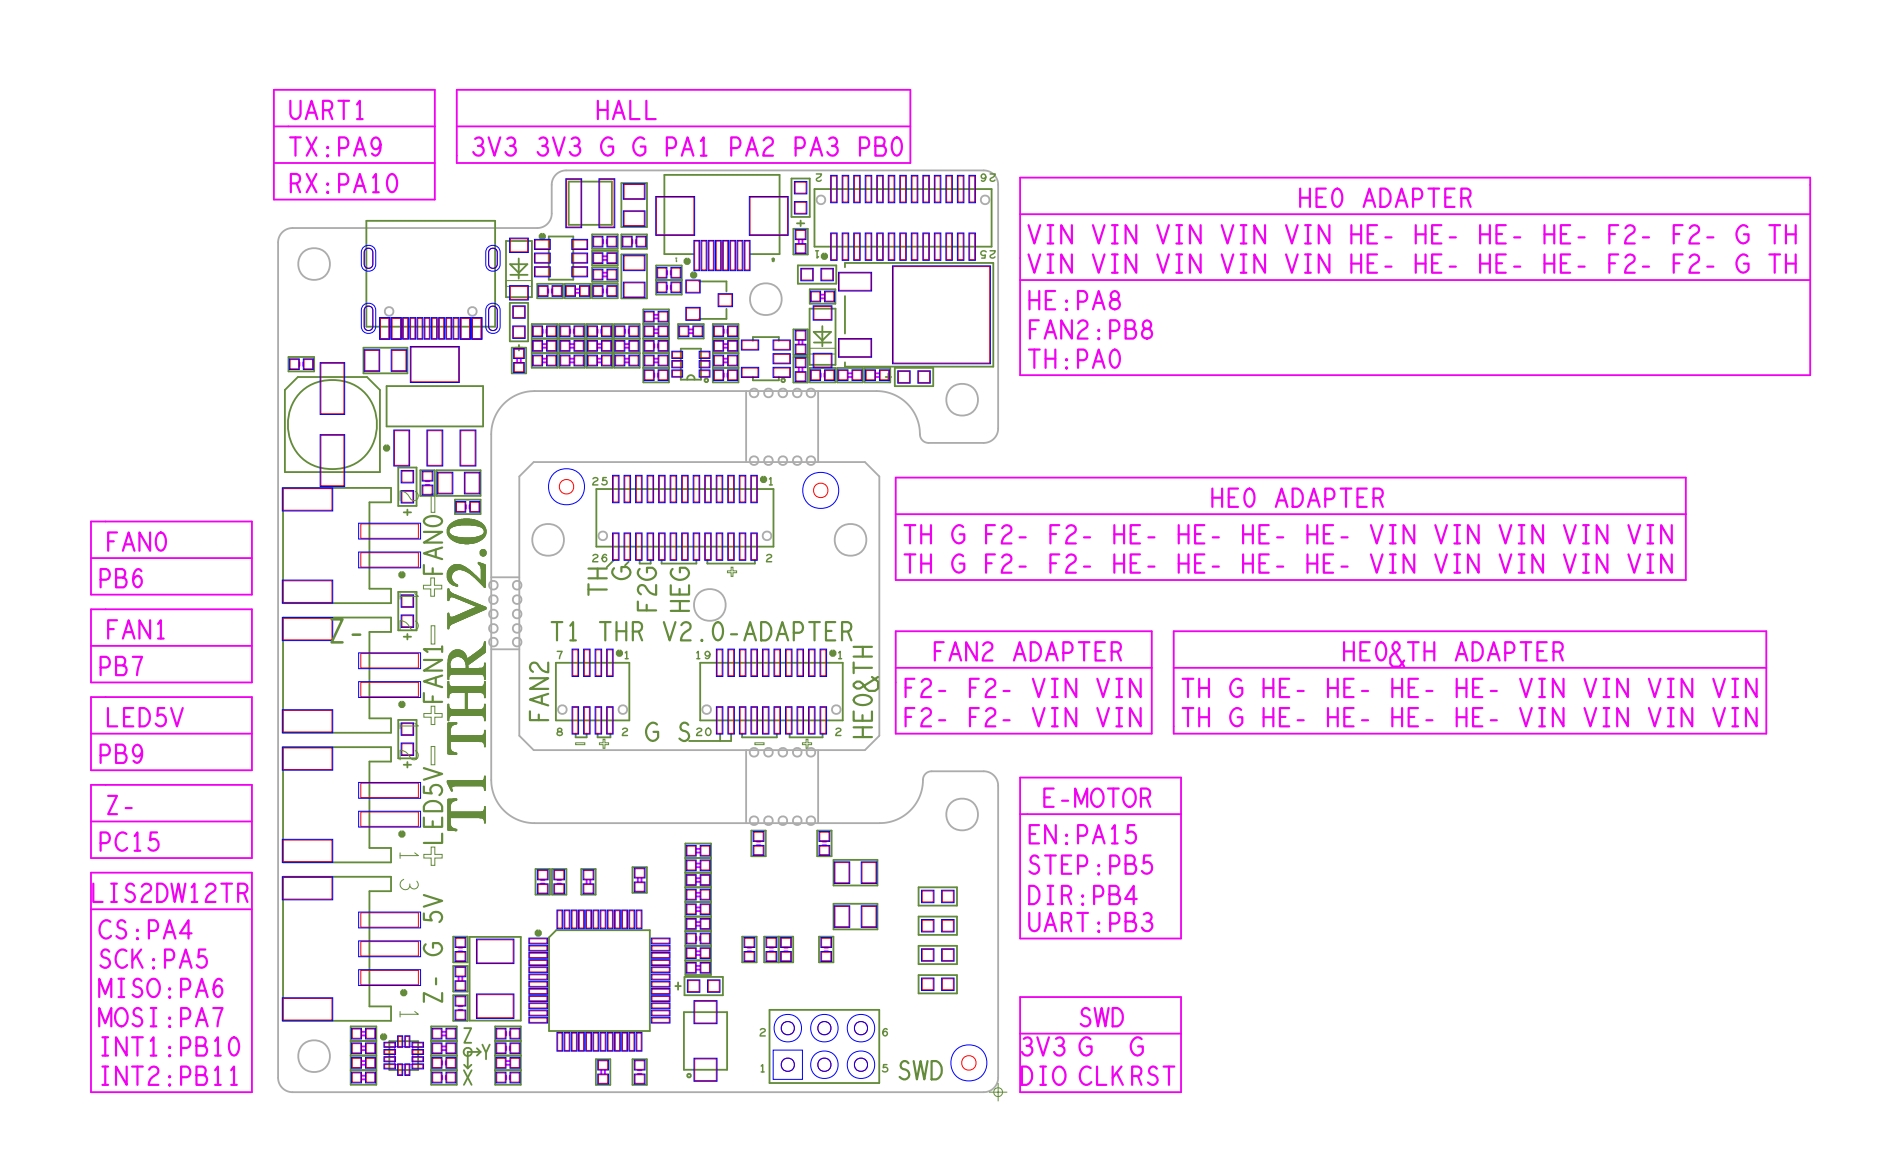 UART1
TX:PA9
RX:PA10
HALL
3V3 3V3 G G PA1 PA2 PA3 PB0
HE0 ADAPTER
VIN VIN VIN VIN VIN HE- HE- HE- HE- F2- F2- G TH
VIN VIN VIN VIN VIN HE- HE- HE- HE- F2- F2- G TH
HE:PA8
FAN2:PB8
TH:PA0
2 26
1 25
HE0 ADAPTER
TH G F2- F2- HE- HE- HE- HE- VIN VIN VIN VIN VIN
TH G F2- F2- HE- HE- HE- HE- VIN VIN VIN VIN VIN
FAN0
PB6
FAN1
PB7
LED5V
PB9
Z-
PC15
LIS2DW12TR
CS:PA4
SCK:PA5
MISO:PA6
MOSI:PA7
INT1:PB10
INT2:PB11
+FAN0-
+FAN1-
+LED5V-
Z- G 5V
Z-
T1 THR V2.0
1
3
1
25 1
26 2
TH
G
F2G
HEG
+
T1 THR V2.0-ADAPTER
FAN2
7 1
8 2
- +
G S
19 1
20 2
- +
HE0&TH
FAN2 ADAPTER
F2- F2- VIN VIN
F2- F2- VIN VIN
HE0&TH ADAPTER
TH G HE- HE- HE- HE- VIN VIN VIN VIN
TH G HE- HE- HE- HE- VIN VIN VIN VIN
E-MOTOR
EN:PA15
STEP:PB5
DIR:PB4
UART:PB3
Z
Y
X
2 6
1 5
SWD
SWD
3V3 G G
DIO CLK RST